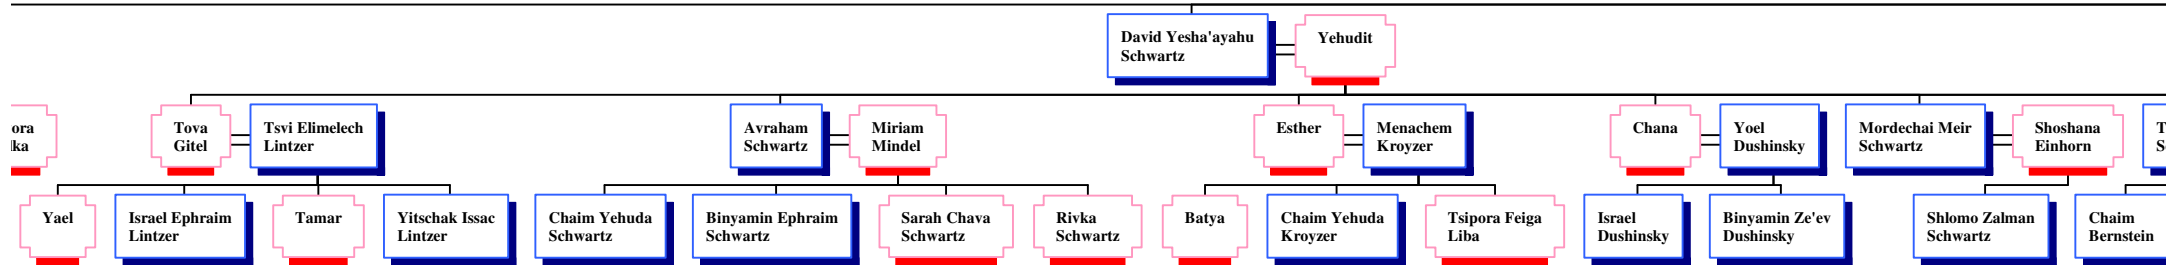 David Yesha'ayahu
Schwartz
Yehudit
Tova
Gitel
Tsvi Elimelech
Lintzer
Avraham
Schwartz
Miriam
Mindel
Esther
Menachem
Kroyzer
Chana
Yoel
Dushinsky
Mordechai Meir
Schwartz
Shoshana
Einhorn
Yael
Israel Ephraim
Lintzer
Tamar
Yitschak Issac
Lintzer
Chaim Yehuda
Schwartz
Binyamin Ephraim
Schwartz
Sarah Chava
Schwartz
Rivka
Schwartz
Batya
Chaim Yehuda
Kroyzer
Tsipora Feiga
Liba
Israel
Dushinsky
Binyamin Ze'ev
Dushinsky
Shlomo Zalman
Schwartz
Chaim
Bernstein